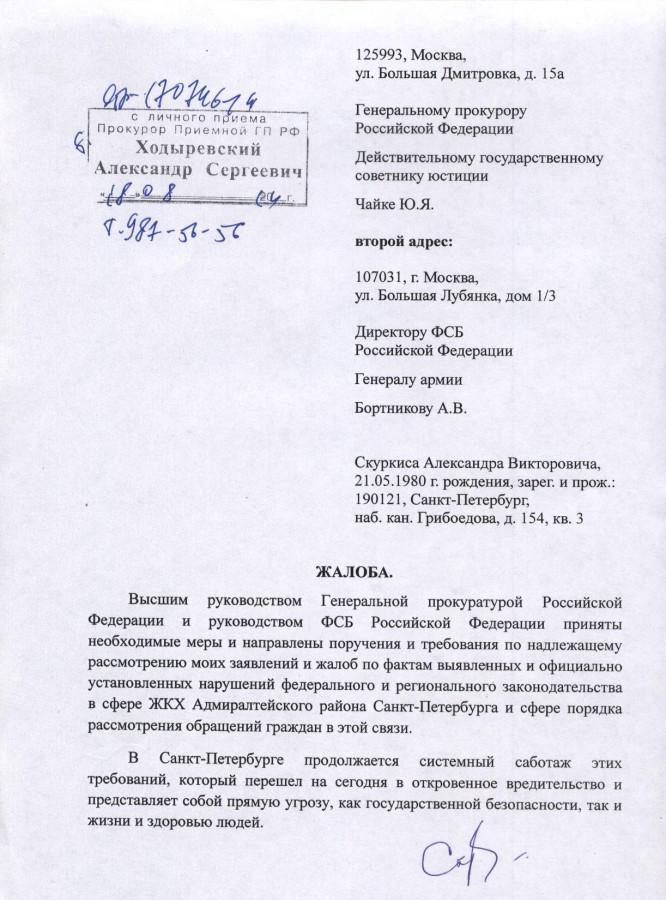 125993, Москва,
ул. Большая Дмитровка, д. 15а
Генеральному прокурору
Российской Федерации
Действительному государственному
советнику юстиции
Чайке Ю.Я.
второй адрес:
107031, г. Москва,
ул. Большая Лубянка, дом 1/3
Директору ФСБ
Российской Федерации
Генералу армии
Бортникову А.В.
Скуркиса Александра Викторовича,
21.05.1980 г. рождения, зарег. и прож.:
190121, Санкт-Петербург,
наб. кан. Грибоедова, д. 154, кв. 3
с личного приема
Прокурор Приемной ГП РФ
Ходыревский
Александр Сергеевич
"18" 08 2014 г.
т. 987-56-56
ЖАЛОБА.
Высшим руководством Генеральной прокуратурой Российской
Федерации и руководством ФСБ Российской Федерации приняты
необходимые меры и направлены поручения и требования по надлежащему
рассмотрению моих заявлений и жалоб по фактам выявленных и официально
установленных нарушений федерального и регионального законодательства
в сфере ЖКХ Адмиралтейского района Санкт-Петербурга и сфере порядка
рассмотрения обращений граждан в этой связи.
В Санкт-Петербурге продолжается системный саботаж этих
требований, который перешел на сегодня в откровенное вредительство и
представляет собой прямую угрозу, как государственной безопасности, так и
жизни и здоровью людей.